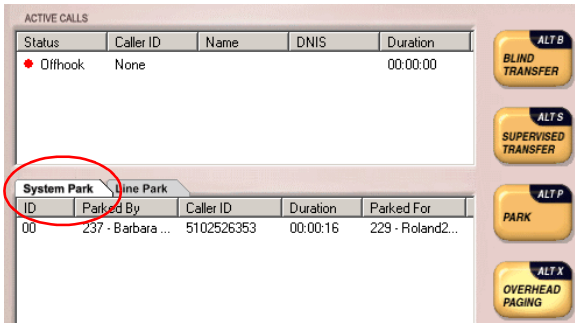 ACTIVE CALLS
Status Caller ID Name DNIS Duration
Offhook None 00:00:00
System Park Line Park
ID Parked By Caller ID Duration Parked For
00 237 - Barbara ... 5102526353 00:00:16 229 - Roland2...
ALT B
BLIND
TRANSFER
ALT S
SUPERVISED
TRANSFER
ALT P
PARK
ALT X
OVERHEAD
PAGING